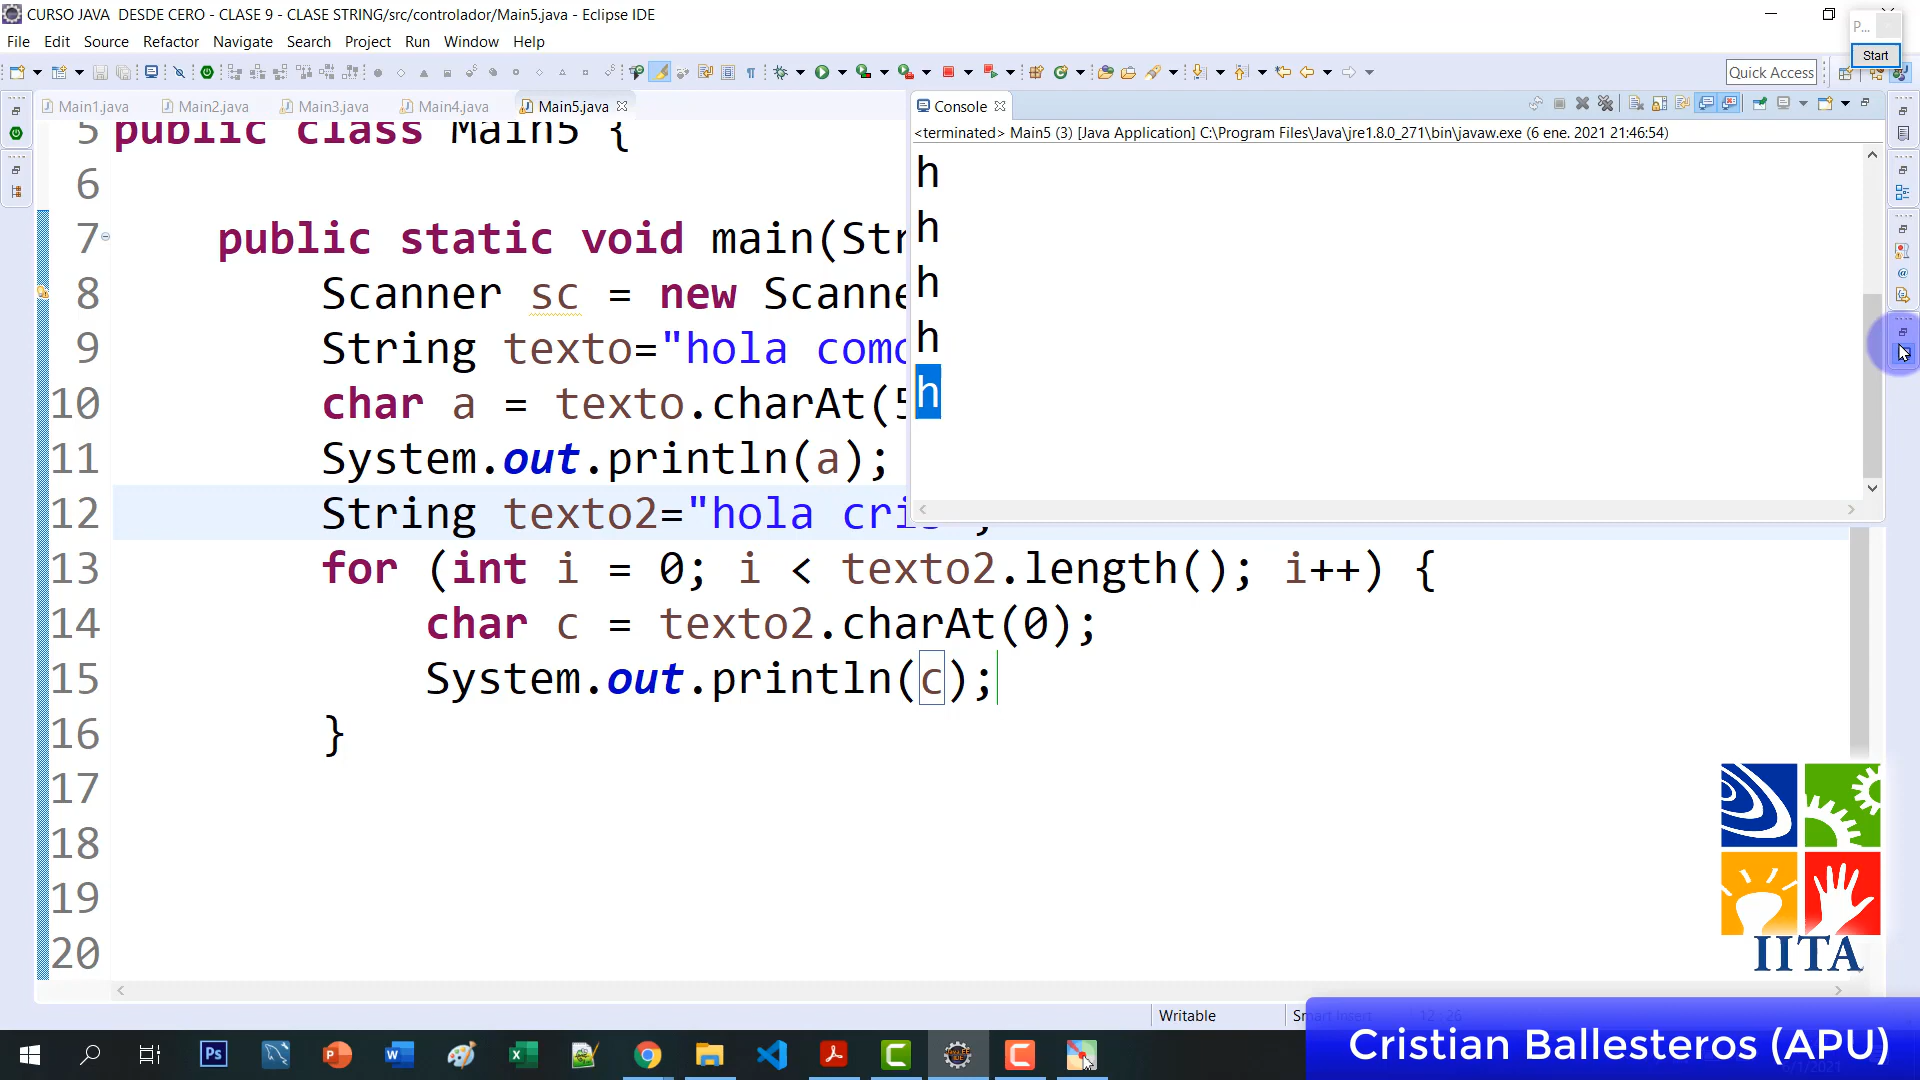 CURSO JAVA DESDE CERO - CLASE 9 - CLASE STRING/src/controlador/Main5.java - Eclipse IDE
P...
File Edit Source Refactor Navigate Search Project Run Window Help
Start
Quick Access
Main1.java Main2.java Main3.java Main4.java Main5.java
Console
<terminated> Main5 (3) [Java Application] C:\Program Files\Java\jre1.8.0_271\bin\javaw.exe (6 ene. 2021 21:46:54)
h
h
h
h
h
5 public class Main5 {
6
7 public static void main(Str
8 Scanner sc = new Scanne
9 String texto="hola como
10 char a = texto.charAt(5
11 System.out.println(a);
12 String texto2="hola cris";
13 for (int i = 0; i < texto2.length(); i++) {
14 char c = texto2.charAt(0);
15 System.out.println(c);
16 }
17
18
19
20
IITA
Writable
Smart Insert
12 : 26
Cristian Ballesteros (APU)